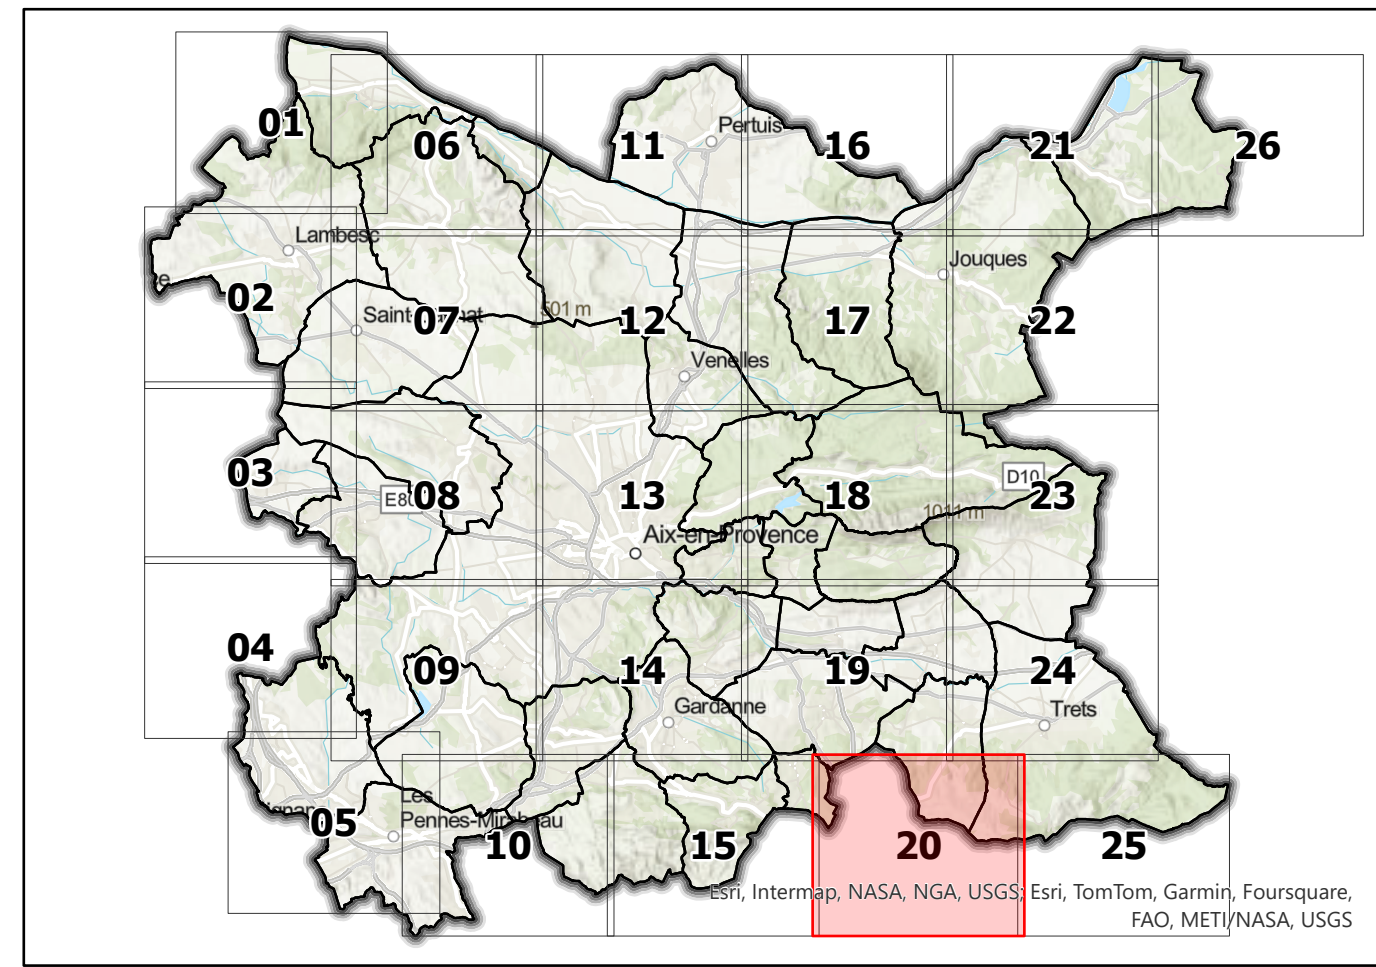 01
06
11
Pertuis
16
21
26
Lambesc
02
Saint
nat
07
501 m
12
17
Jouques
22
Venelles
03
E80
08
13
18
D10
23
1011 m
Aix-en-Provence
04
09
14
Gardanne
19
24
Trets
05
Les
Pennes-Mirabeau
10
15
20
25
Esri, Intermap, NASA, NGA, USGS; Esri, TomTom, Garmin, Foursquare,
FAO, METI/NASA, USGS